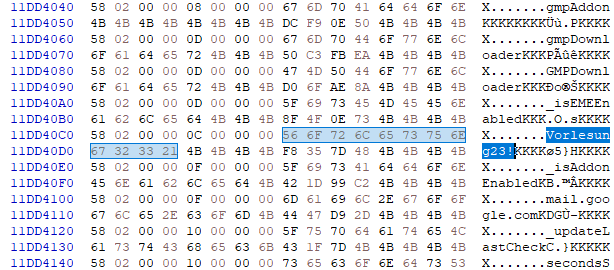 11DD4040 58 02 00 00 08 00 00 00 67 6D 70 41 64 64 6F 6E X.......gmpAddon
11DD4050 4B 4B 4B 4B 4B 4B 4B 4B DC F9 0E 50 4B 4B 4B 4B KKKKKKKKÜù.PKKKK
11DD4060 58 02 00 00 0D 00 00 00 67 6D 70 44 6F 77 6E 6C X.......gmpDownl
11DD4070 6F 61 64 65 72 4B 4B 4B 50 C3 FB EA 4B 4B 4B 4B oaderKKKPÃûêKKKK
11DD4080 58 02 00 00 0D 00 00 00 47 4D 50 44 6F 77 6E 6C X.......GMPDownl
11DD4090 6F 61 64 65 72 4B 4B 4B D0 6F AE 8A 4B 4B 4B 4B oaderKKKÐo®ŠKKKK
11DD40A0 58 02 00 00 0D 00 00 00 5F 69 73 45 4D 45 45 6E X......._isEMEEn
11DD40B0 61 62 6C 65 64 4B 4B 4B 8F 4F 0E 73 4B 4B 4B 4B abledKKK.O.sKKKK
11DD40C0 58 02 00 00 0C 00 00 00 56 6F 72 6C 65 73 75 6E X.......Vorlesun
11DD40D0 67 32 33 21 4B 4B 4B 4B F8 35 7D 48 4B 4B 4B 4B g23!KKKKø5}HKKKK
11DD40E0 58 02 00 00 0F 00 00 00 5F 69 73 41 64 64 6F 6E X......._isAddon
11DD40F0 45 6E 61 62 6C 65 64 4B 42 1D 99 C2 4B 4B 4B 4B EnabledKB.™ÂKKKK
11DD4100 58 02 00 00 0F 00 00 00 6D 61 69 6C 2E 67 6F 6F X.......mail.goo
11DD4110 67 6C 65 2E 63 6F 6D 4B 44 47 D9 2D 4B 4B 4B 4B gle.comKDGÙ-KKKK
11DD4120 58 02 00 00 10 00 00 00 5F 75 70 64 61 74 65 4C X......._updateL
11DD4130 61 73 74 43 68 65 63 6B 43 1F 7D 4B 4B 4B 4B 4B astCheckC.}KKKKK
11DD4140 58 02 00 00 10 00 00 00 73 65 63 6F 6E 64 73 53 X.......secondsS